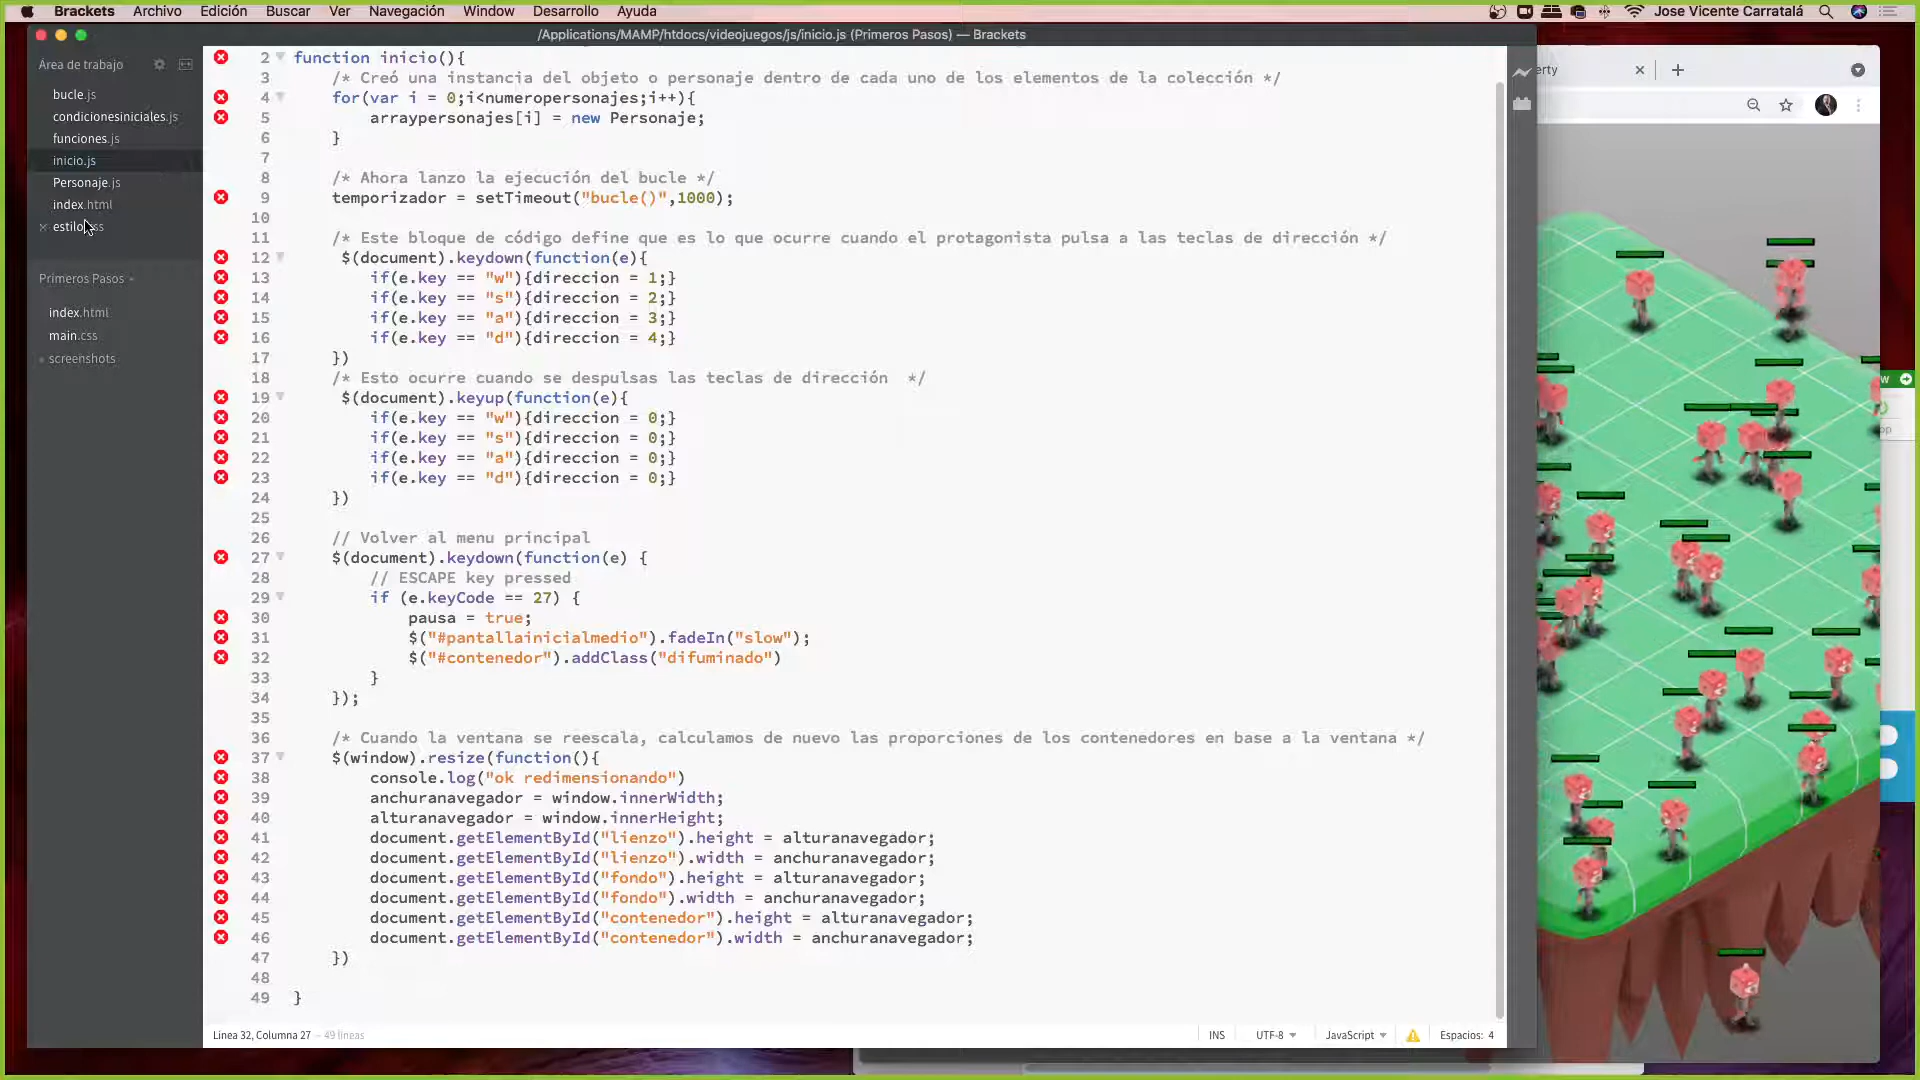 Brackets Archivo Edición Buscar Ver Navegación Window Desarrollo Ayuda Jose Vicente Carratalá
/Applications/MAMP/htdocs/videojuegos/js/inicio.js (Primeros Pasos) — Brackets
Área de trabajo
bucle.js
condicionesiniciales.js
funciones.js
inicio.js
Personaje.js
index.html
Primeros Pasos
index.html
main.css
screenshots
2 function inicio(){
3 /* Creó una instancia del objeto o personaje dentro de cada uno de los elementos de la colección */
4 for(var i = 0;i<numeropersonajes;i++){
5 arraypersonajes[i] = new Personaje;
6 }
7
8 /* Ahora lanzo la ejecución del bucle */
9 temporizador = setTimeout("bucle()",1000);
10
11 /* Este bloque de código define que es lo que ocurre cuando el protagonista pulsa a las teclas de dirección */
12 $(document).keydown(function(e){
13 if(e.key == "w"){direccion = 1;}
14 if(e.key == "s"){direccion = 2;}
15 if(e.key == "a"){direccion = 3;}
16 if(e.key == "d"){direccion = 4;}
17 })
18 /* Esto ocurre cuando se despulsas las teclas de dirección  */
19 $(document).keyup(function(e){
20 if(e.key == "w"){direccion = 0;}
21 if(e.key == "s"){direccion = 0;}
22 if(e.key == "a"){direccion = 0;}
23 if(e.key == "d"){direccion = 0;}
24 })
25
26 // Volver al menu principal
27 $(document).keydown(function(e) {
28 // ESCAPE key pressed
29 if (e.keyCode == 27) {
30 pausa = true;
31 $("#pantallainicialmedio").fadeIn("slow");
32 $("#contenedor").addClass("difuminado")
33 }
34 });
35
36 /* Cuando la ventana se reescala, calculamos de nuevo las proporciones de los contenedores en base a la ventana */
37 $(window).resize(function(){
38 console.log("ok redimensionando")
39 anchuranavegador = window.innerWidth;
40 alturanavegador = window.innerHeight;
41 document.getElementById("lienzo").height = alturanavegador;
42 document.getElementById("lienzo").width = anchuranavegador;
43 document.getElementById("fondo").height = alturanavegador;
44 document.getElementById("fondo").width = anchuranavegador;
45 document.getElementById("contenedor").height = alturanavegador;
46 document.getElementById("contenedor").width = anchuranavegador;
47 })
48
49 }
Línea 32, Columna 27 — 49 líneas INS UTF-8 JavaScript Espacios: 4
erty